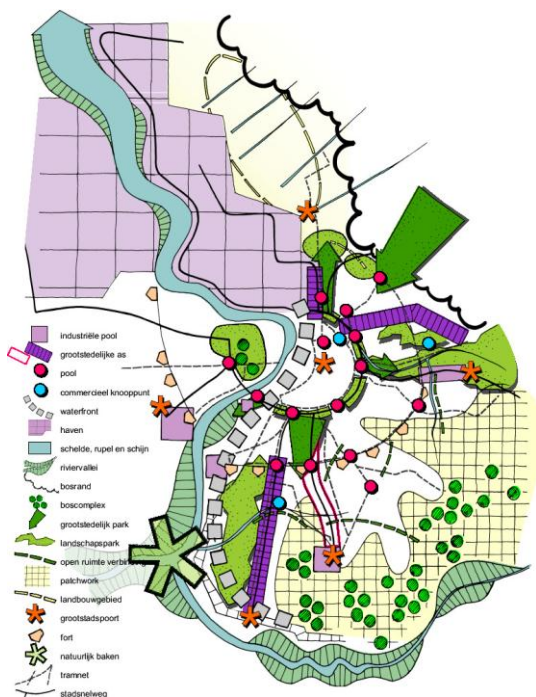 industriële pool
grootstedelijke as
pool
commercieel knooppunt
waterfront
haven
schelde, rupel en schijn
riviervallei
bosrand
boscomplex
grootstedelijk park
landschapspark
open ruimte
patchwork
landbouwgebied
grootstadspoort
fort
natuurlijk baken
tramnet
stadsnelweg